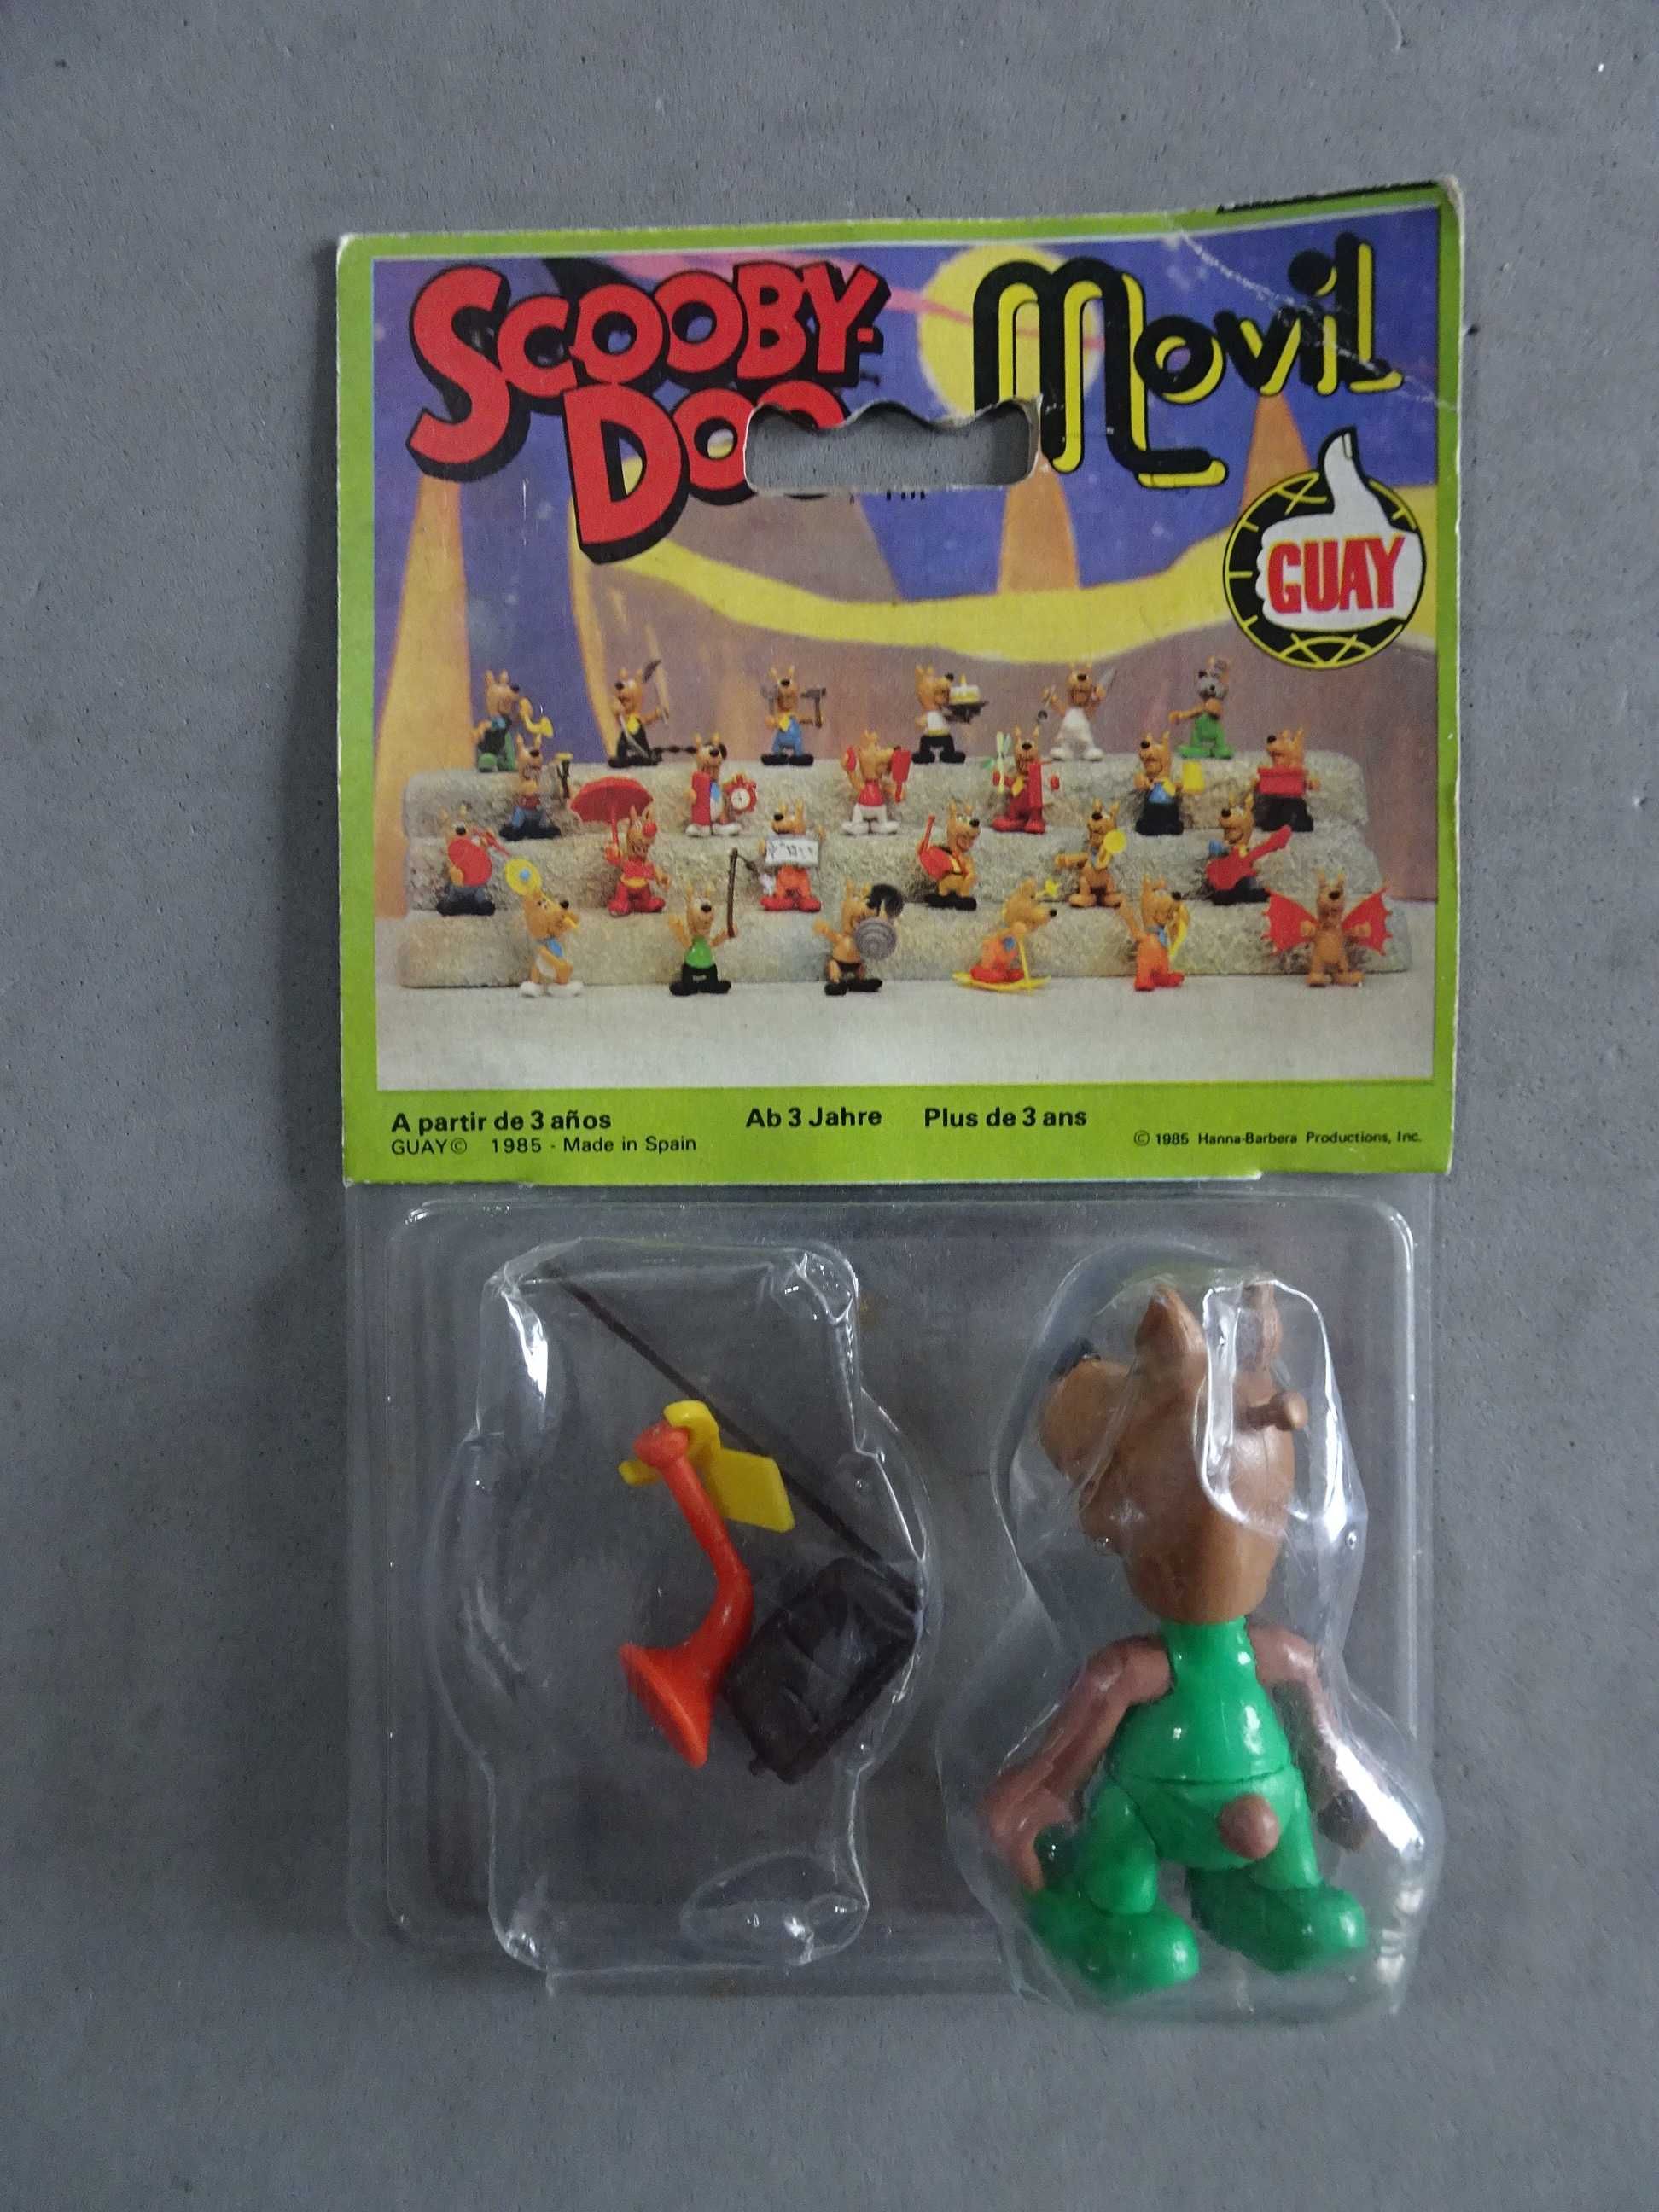 SCOOBY-
DOO
Movil
GUAY
A partir de 3 años Ab 3 Jahre Plus de 3 ans
GUAY© 1985 - Made in Spain
© 1985 Hanna-Barbera Productions, Inc.